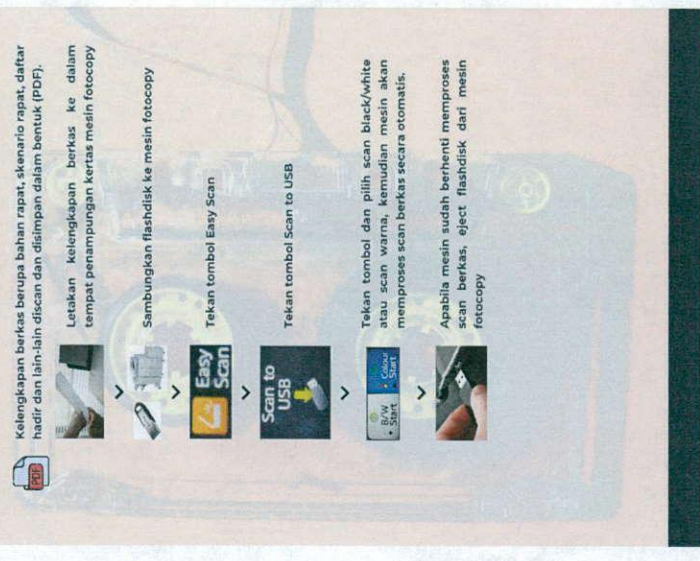 PDF
Kelengkapan berkas berupa bahan rapat, skenario rapat, daftar
hadir dan lain-lain discan dan disimpan dalam bentuk (PDF).
Letakan kelengkapan berkas ke dalam
tempat penampungan kertas mesin fotocopy
Sambungkan flashdisk ke mesin fotocopy
Easy
Scan
Tekan tombol Easy Scan
Scan to
USB
Tekan tombol Scan to USB
B/W
Start
Colour
Start
Tekan tombol dan pilih scan black/white
atau scan warna, kemudian mesin akan
memproses scan berkas secara otomatis.
Apabila mesin sudah berhenti memproses
scan berkas, eject flashdisk dari mesin
fotocopy